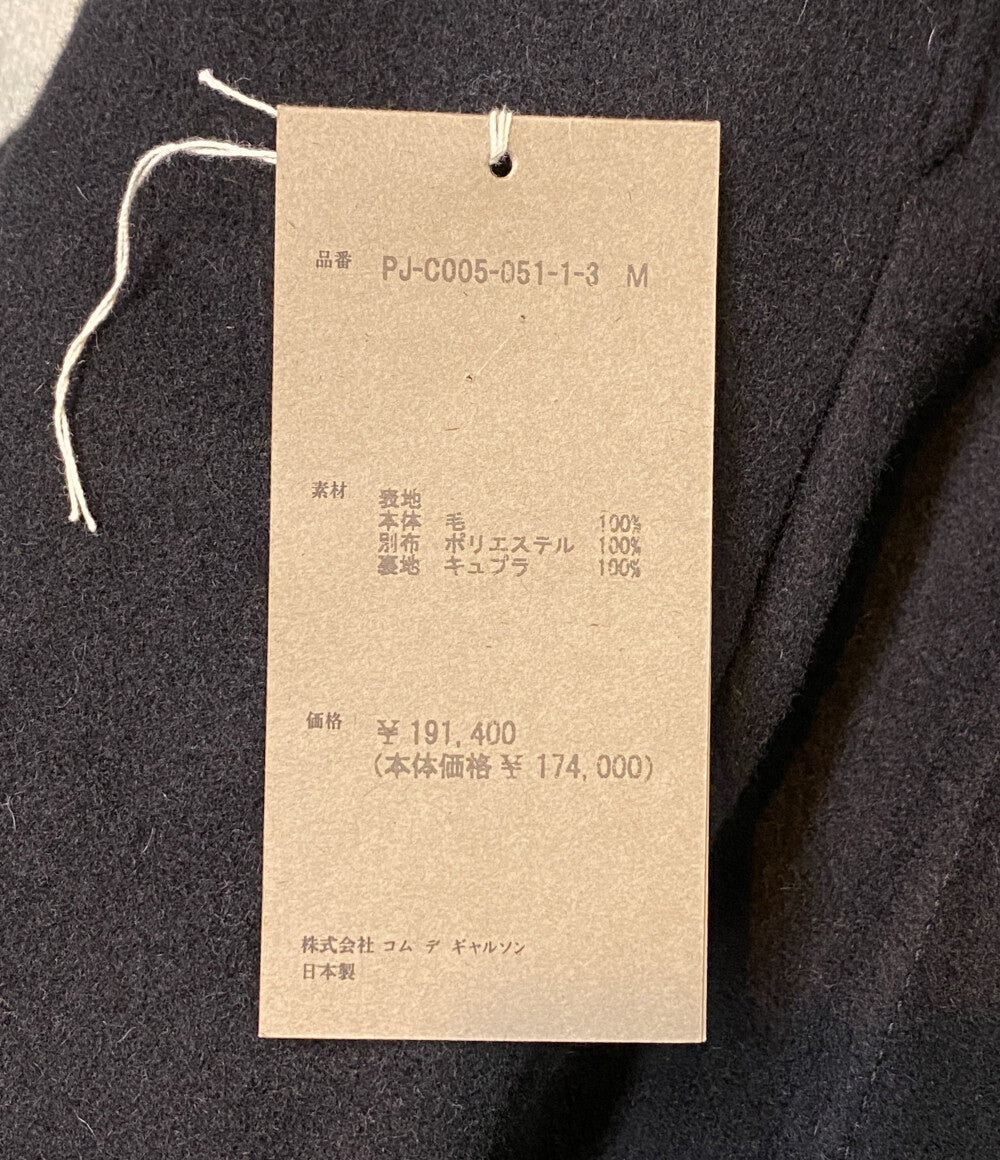 品番 PJ-C005-051-1-3 M
素材 表地
本体 毛 100%
別布 ポリエステル 100%
裏地 キュプラ 100%
価格 ¥ 191,400
(本体価格 ¥ 174,000)
株式会社 コム デ ギャルソン
日本製